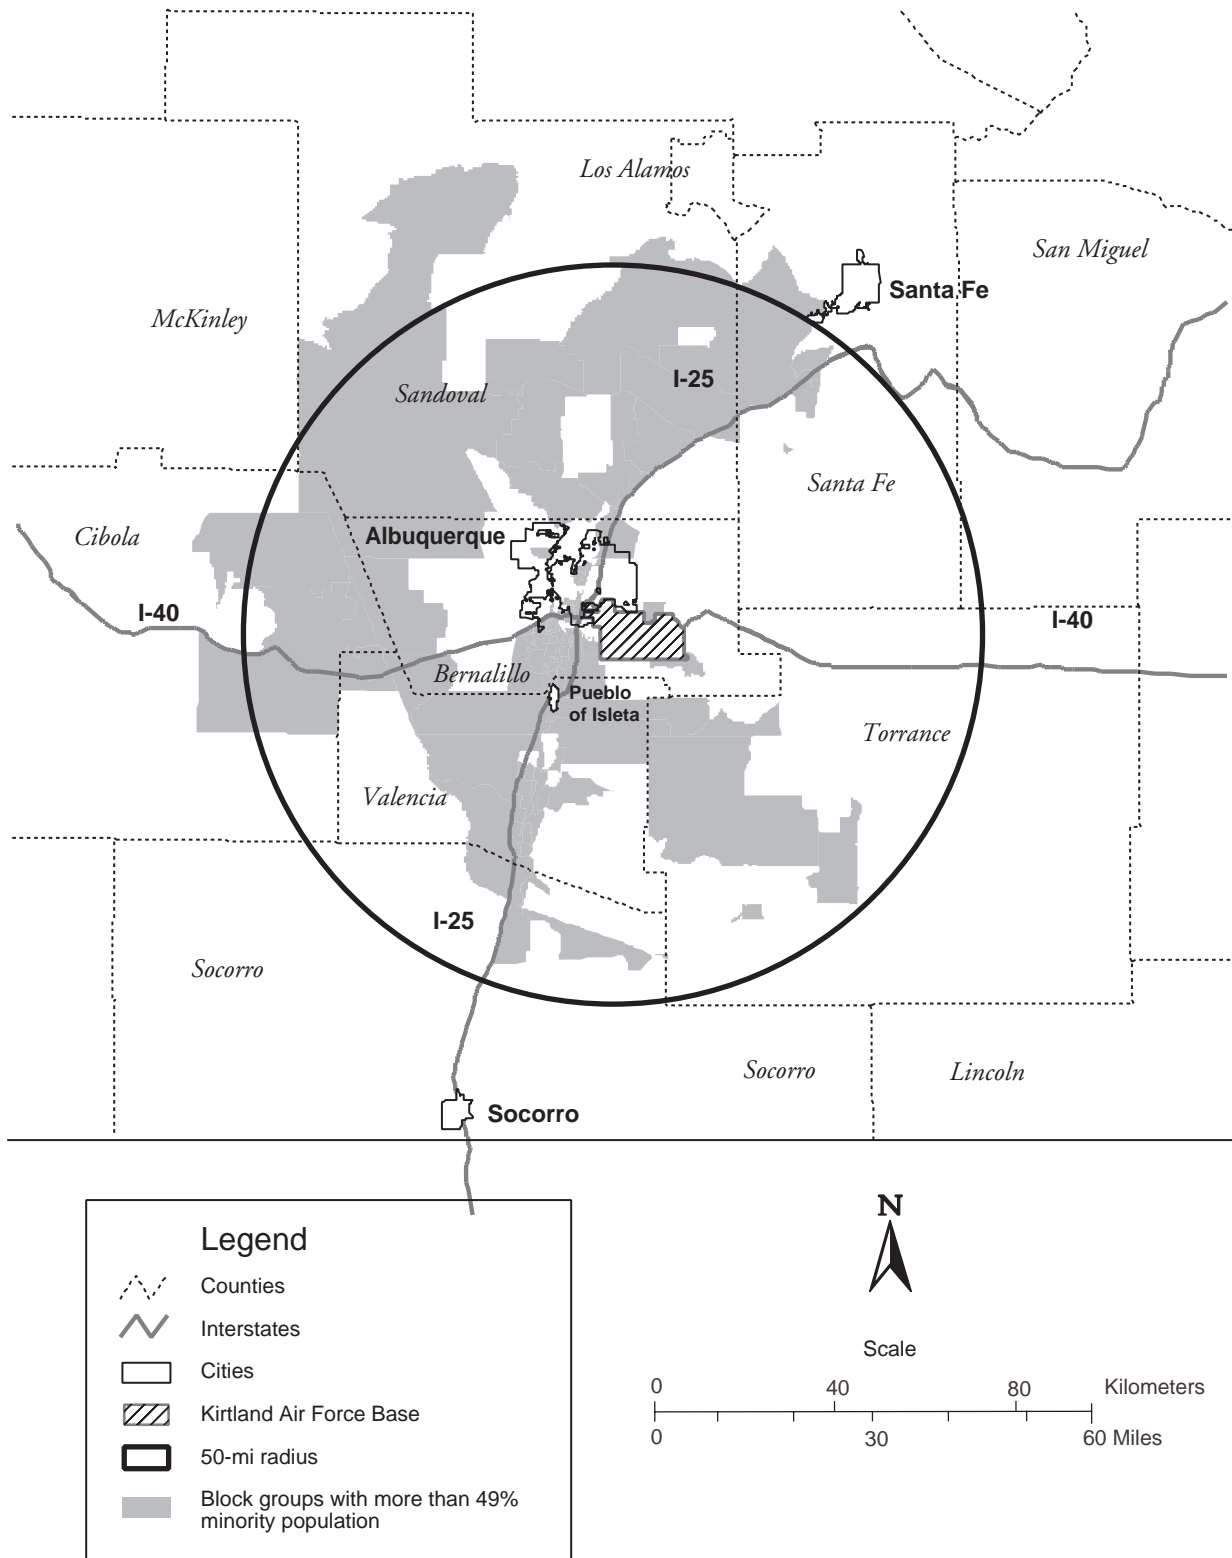 Los Alamos
San Miguel
Santa Fe
McKinley
I-25
Sandoval
Santa Fe
Cibola
Albuquerque
I-40
I-40
Bernalillo
Pueblo
of Isleta
Torrance
Valencia
I-25
Socorro
Socorro
Lincoln
Socorro
Legend
Counties
Interstates
Cities
Kirtland Air Force Base
50-mi radius
Block groups with more than 49%
minority population
N
Scale
0 40 80 Kilometers
0 30 60 Miles